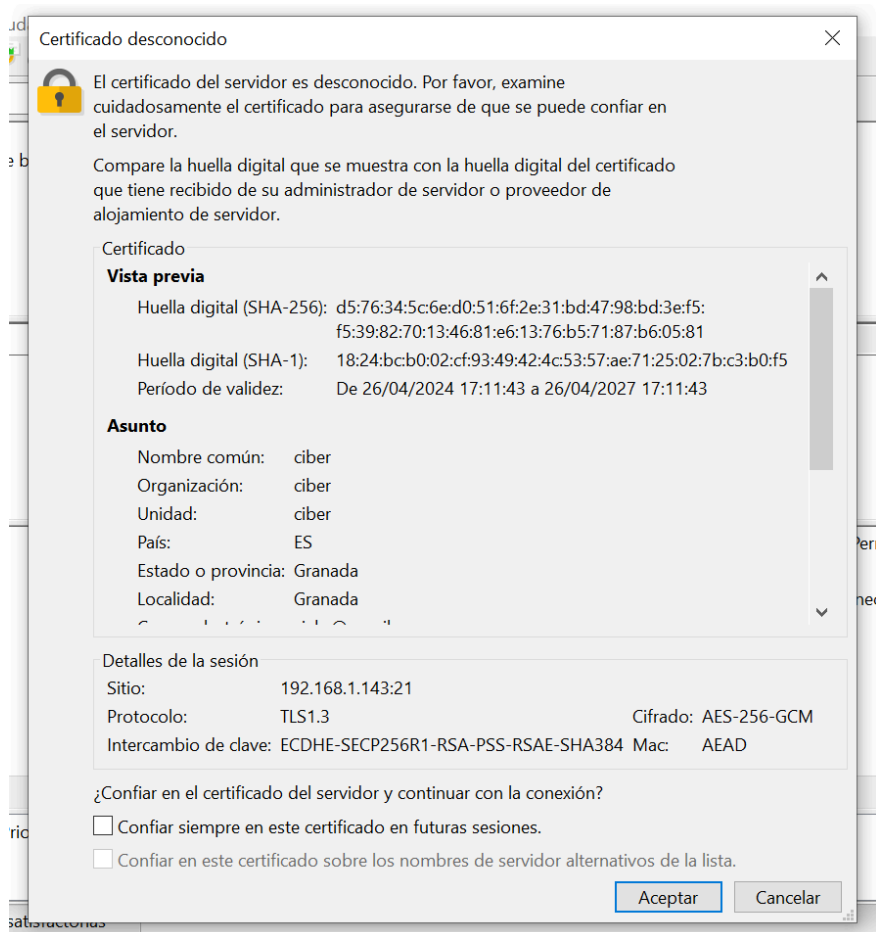 Certificado desconocido
El certificado del servidor es desconocido. Por favor, examine
cuidadosamente el certificado para asegurarse de que se puede confiar en
el servidor.
Compare la huella digital que se muestra con la huella digital del certificado
que tiene recibido de su administrador de servidor o proveedor de
alojamiento de servidor.
Certificado
Vista previa
Huella digital (SHA-256): d5:76:34:5c:6e:d0:51:6f:2e:31:bd:47:98:bd:3e:f5:
f5:39:82:70:13:46:81:e6:13:76:b5:71:87:b6:05:81
Huella digital (SHA-1): 18:24:bc:b0:02:cf:93:49:42:4c:53:57:ae:71:25:02:7b:c3:b0:f5
Período de validez: De 26/04/2024 17:11:43 a 26/04/2027 17:11:43
Asunto
Nombre común: ciber
Organización: ciber
Unidad: ciber
País: ES
Estado o provincia: Granada
Localidad: Granada
Detalles de la sesión
Sitio: 192.168.1.143:21
Protocolo: TLS1.3 Cifrado: AES-256-GCM
Intercambio de clave: ECDHE-SECP256R1-RSA-PSS-RSAE-SHA384 Mac: AEAD
¿Confiar en el certificado del servidor y continuar con la conexión?
Confiar siempre en este certificado en futuras sesiones.
Confiar en este certificado sobre los nombres de servidor alternativos de la lista.
Aceptar Cancelar